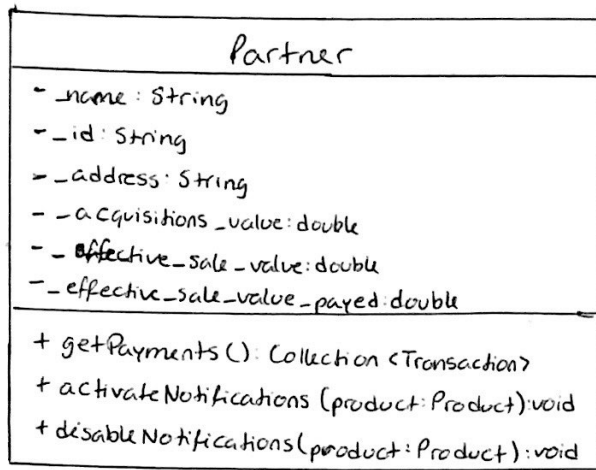 Partner
- _name : String
- _id : String
- _address : String
- _acquisitions_value : double
- _effective_sale_value : double
- _effective_sale_value_payed : double
+ getPayments() : Collection <Transaction>
+ activateNotifications (product : Product) : void
+ disableNotifications (product : Product) : void